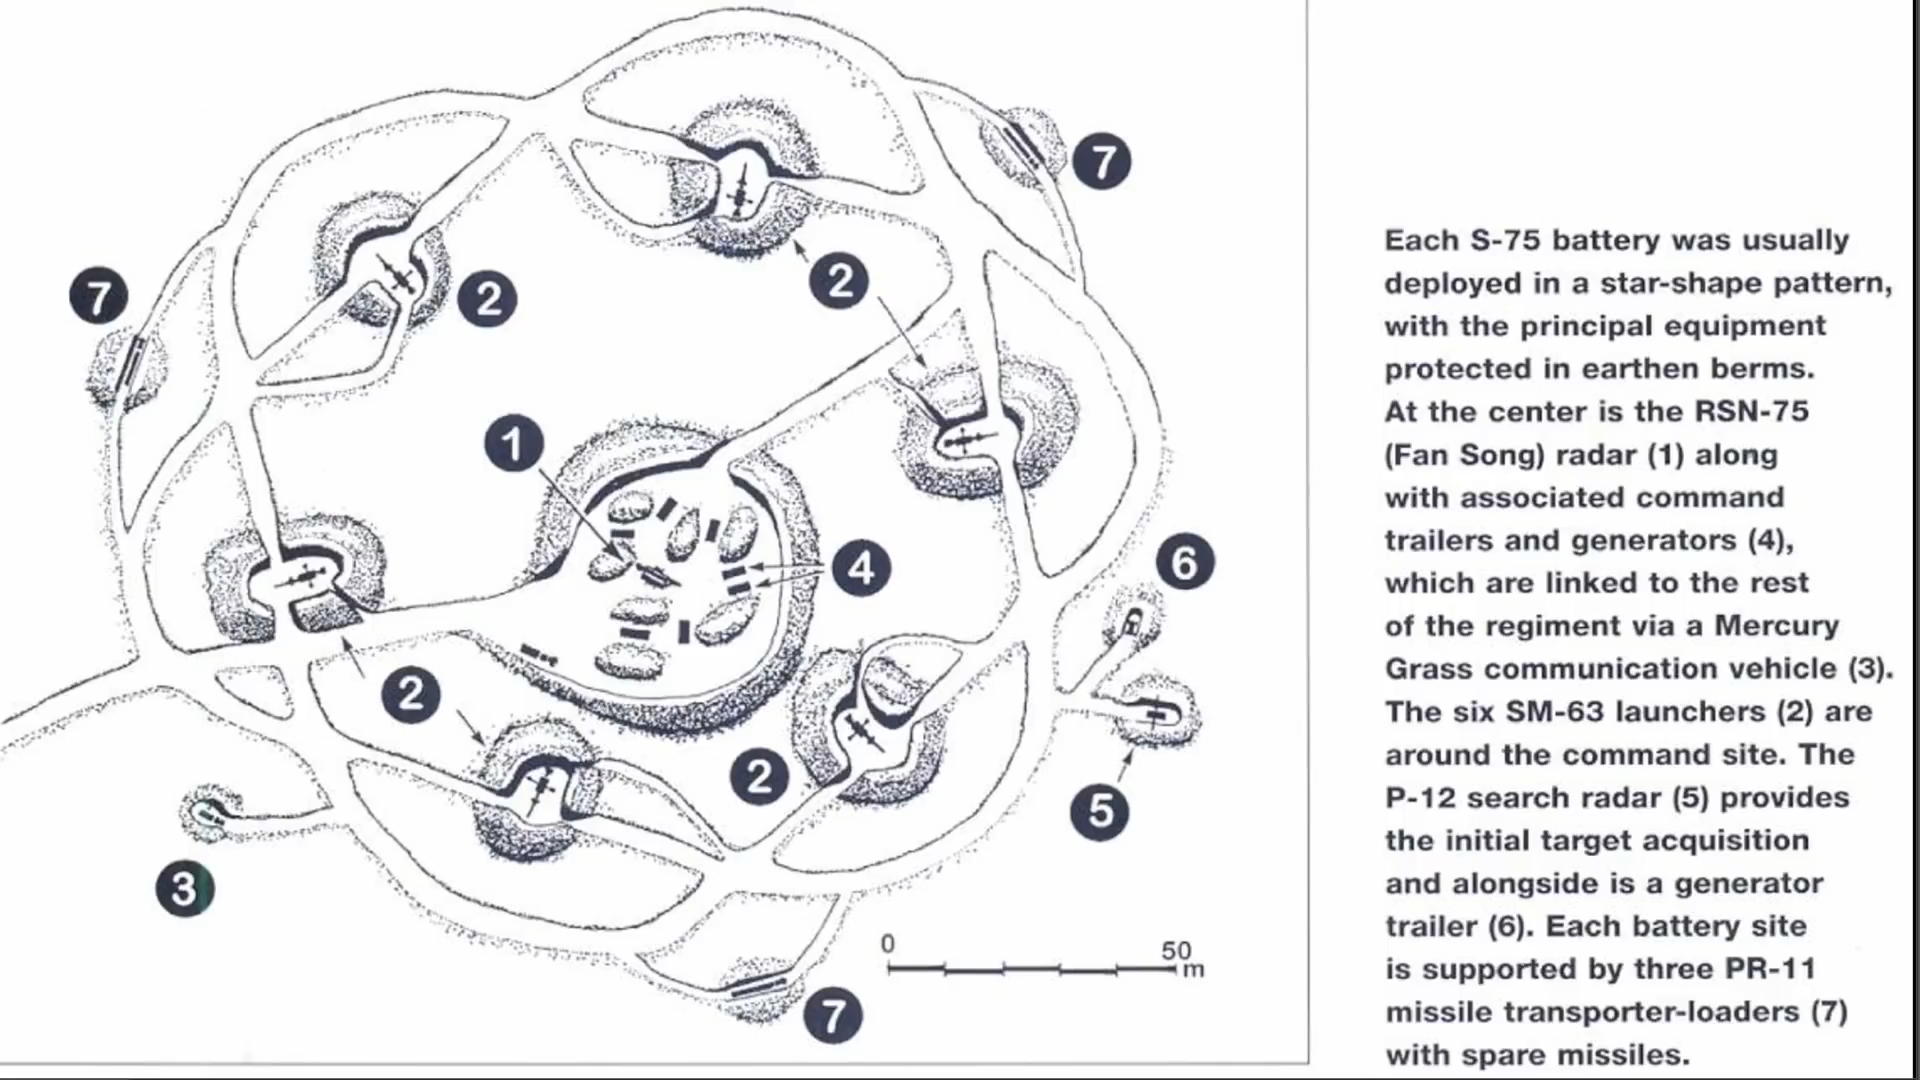 7
7
2
2
1
4
6
2
2
5
3
0
50
m
7
Each S-75 battery was usually
deployed in a star-shape pattern,
with the principal equipment
protected in earthen berms.
At the center is the RSN-75
(Fan Song) radar (1) along
with associated command
trailers and generators (4),
which are linked to the rest
of the regiment via a Mercury
Grass communication vehicle (3).
The six SM-63 launchers (2) are
around the command site. The
P-12 search radar (5) provides
the initial target acquisition
and alongside is a generator
trailer (6). Each battery site
is supported by three PR-11
missile transporter-loaders (7)
with spare missiles.